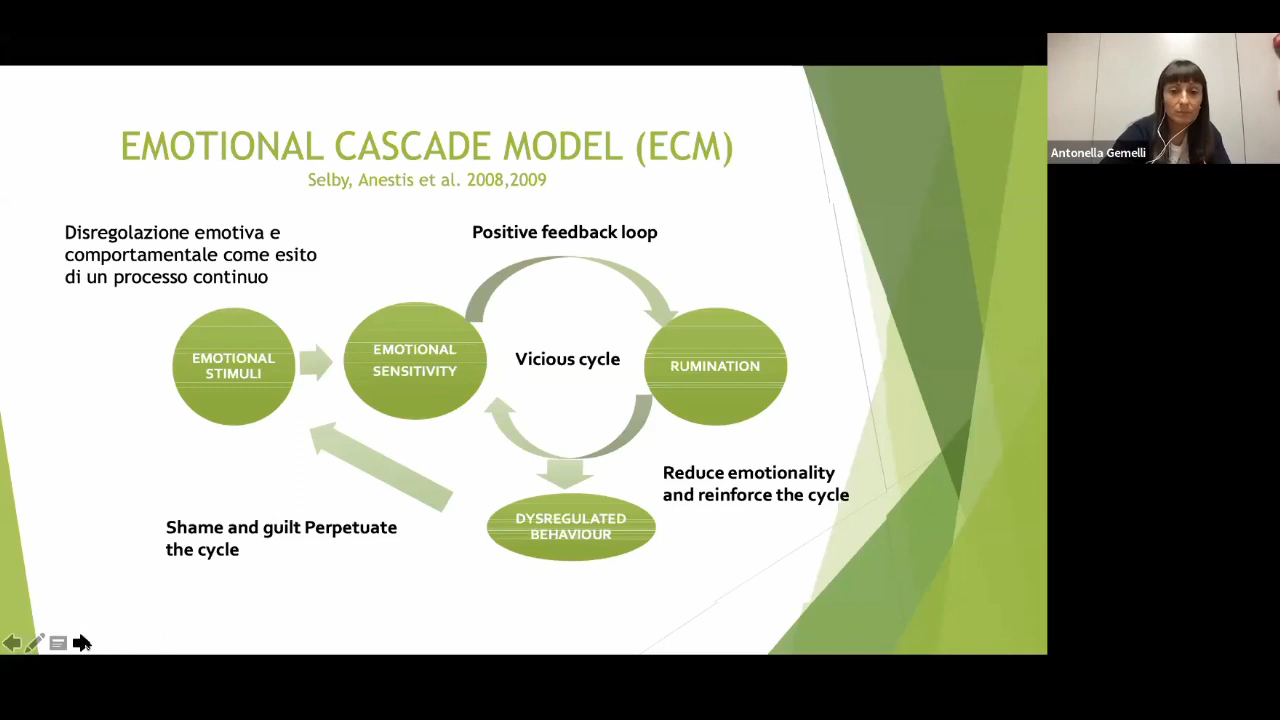 EMOTIONAL CASCADE MODEL (ECM)
Selby, Anestis et al. 2008,2009
Disregolazione emotiva e
comportamentale come esito
di un processo continuo
Positive feedback loop
EMOTIONAL
STIMULI
EMOTIONAL
SENSITIVITY
Vicious cycle
RUMINATION
Reduce emotionality
and reinforce the cycle
DYSREGULATED
BEHAVIOUR
Shame and guilt Perpetuate
the cycle
Antonella Gemelli